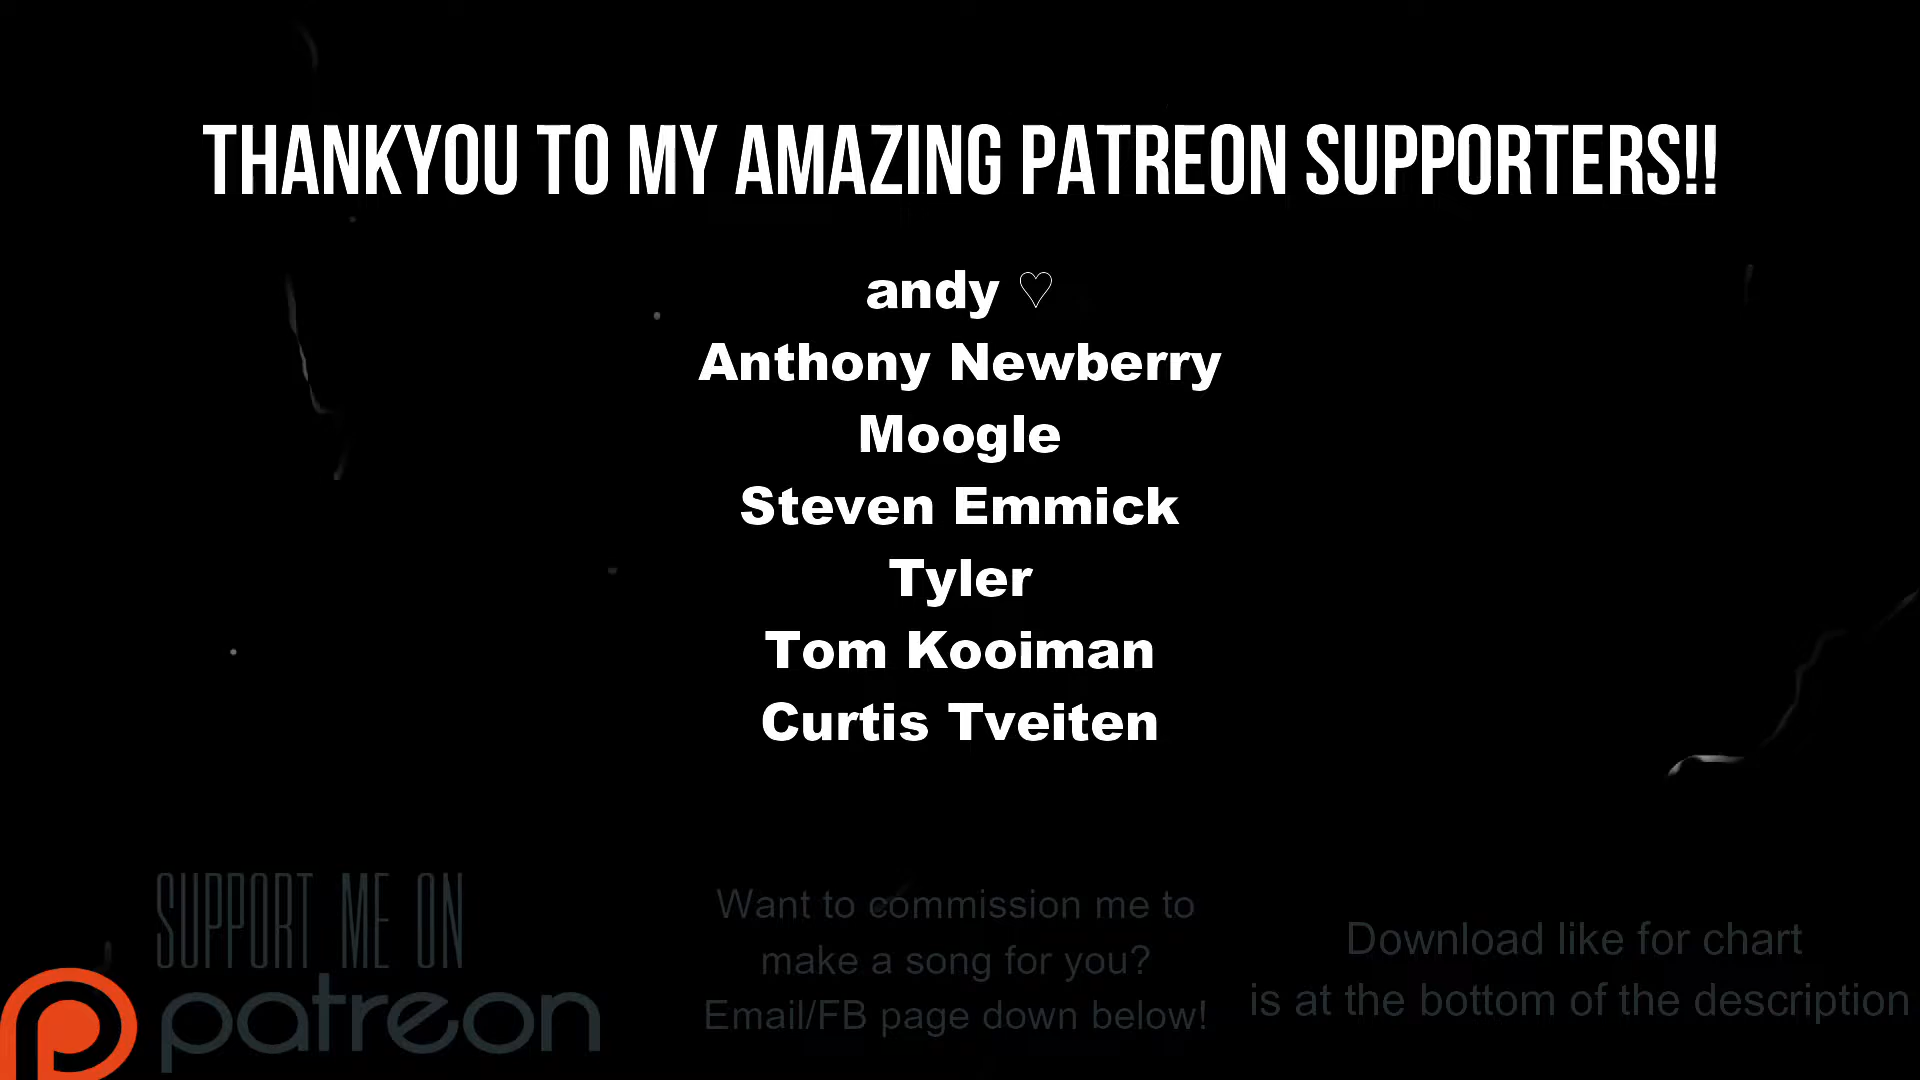 THANKYOU TO MY AMAZING PATREON SUPPORTERS!!
andy ♡
Anthony Newberry
Moogle
Steven Emmick
Tyler
Tom Kooiman
Curtis Tveiten
SUPPORT ME ON
patreon
Want to commission me to
make a song for you?
Email/FB page down below!
Download like for chart
is at the bottom of the description